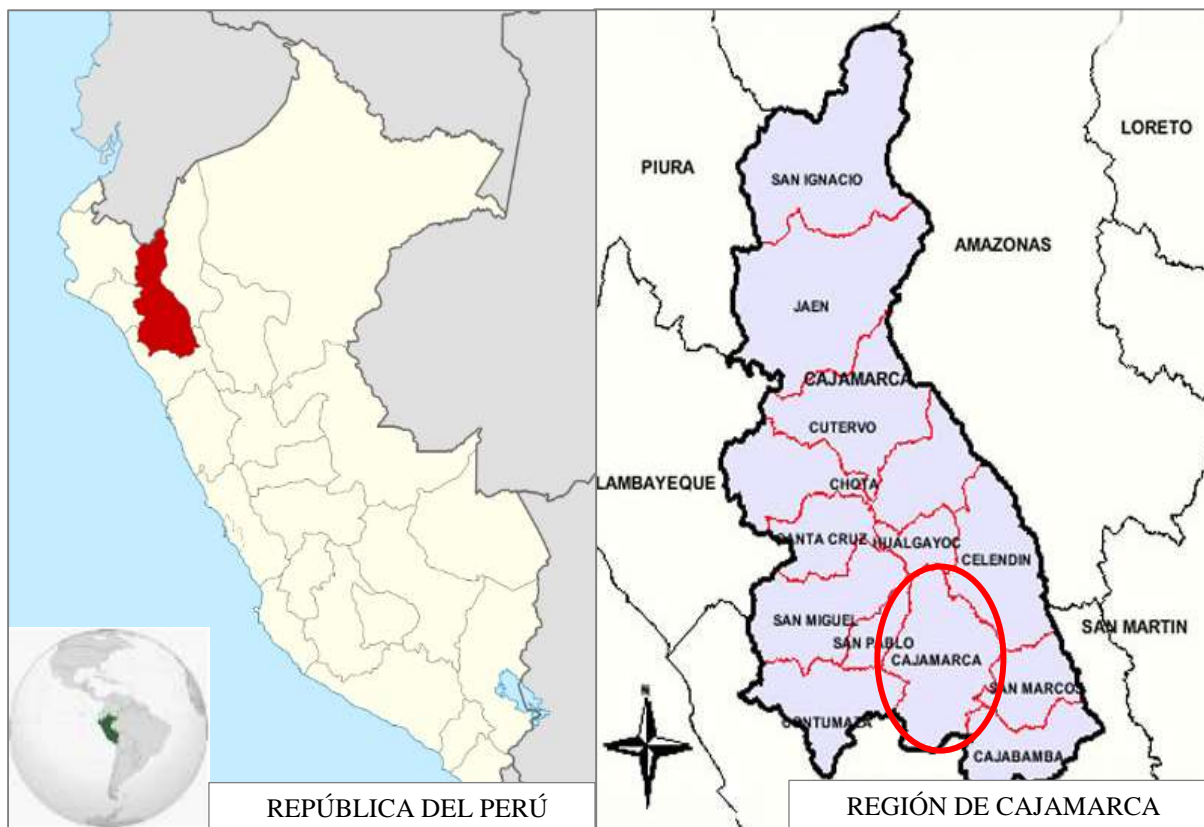 REPÚBLICA DEL PERÚ
LORETO
PIURA
SAN IGNACIO
AMAZONAS
JAEN
CAJAMARCA
CUTERVO
LAMBAYEQUE
CHOTA
SANTA CRUZ
HUALGAYOC
CELENDIN
SAN MIGUEL
SAN MARTIN
SAN PABLO
CAJAMARCA
SAN MARCOS
N
CONTUMAZA
CAJABAMBA
REGIÓN DE CAJAMARCA